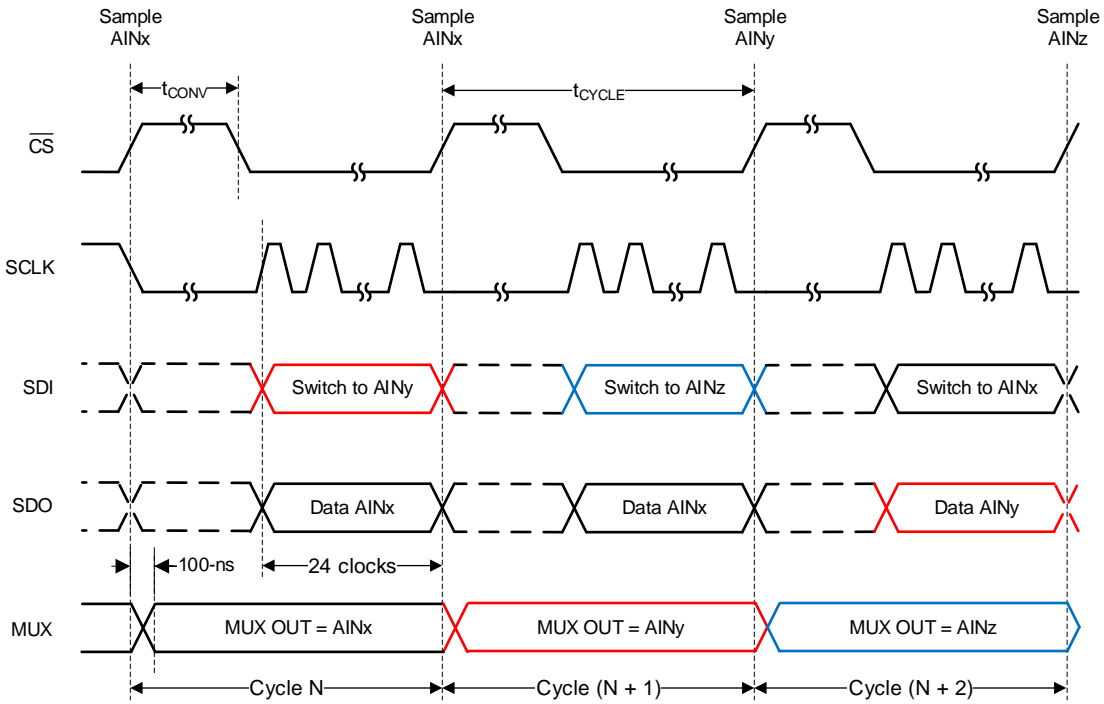 Sample
AINx
Sample
AINx
Sample
AINy
Sample
AINz
tCONV
tCYCLE
CS
SCLK
SDI
Switch to AINy
Switch to AINz
Switch to AINx
SDO
Data AINx
Data AINx
Data AINy
100-ns
24 clocks
MUX
MUX OUT = AINx
MUX OUT = AINy
MUX OUT = AINz
Cycle N
Cycle (N + 1)
Cycle (N + 2)